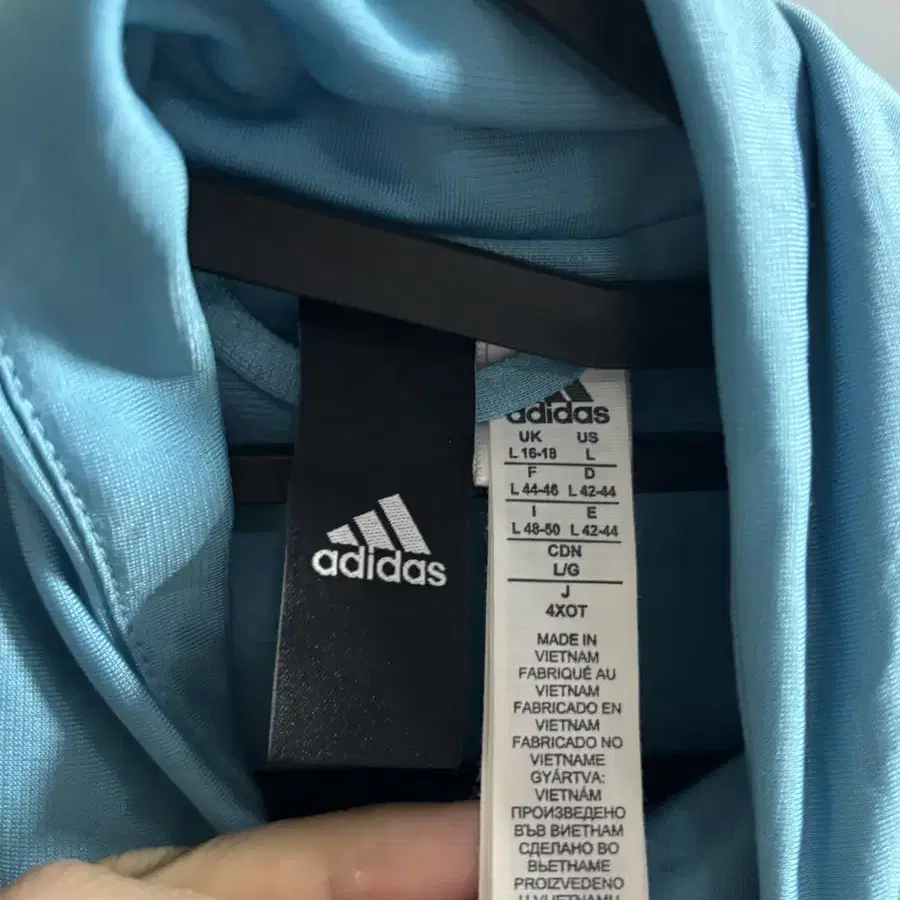 adidas
adidas
UK US
L 16-18 L
F D
L 44-46 L 42-44
I E
L 48-50 L 42-44
CDN
L/G
J
4XOT
MADE IN
VIETNAM
FABRIQUÉ AU
VIETNAM
FABRICADO EN
VIETNAM
FABRICADO NO
VIETNAME
GYÁRTVA:
VIETNÁM
ПРОИЗВЕДЕНО
ВЪВ ВИЕТНАМ
СДЕЛАНО ВО
ВЬЕТНАМЕ
PROIZVEDENO
U VIJETNAMU